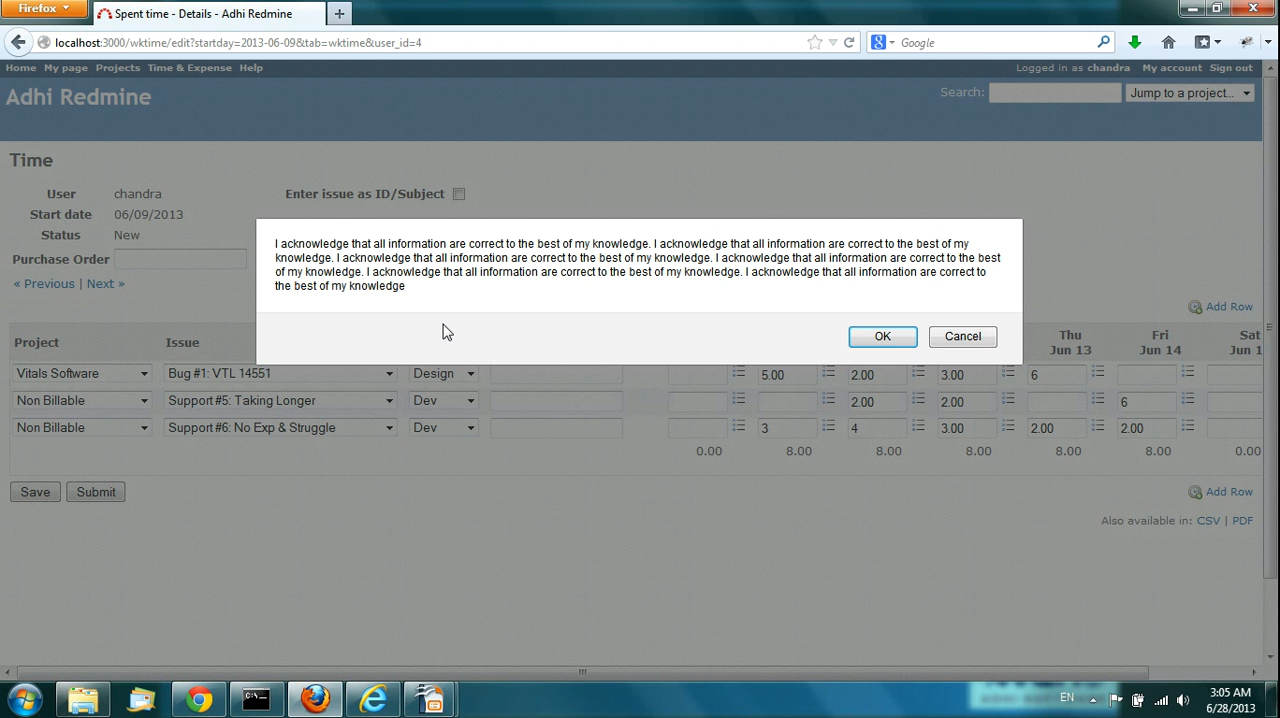 Firefox
Spent time - Details - Adhi Redmine
localhost:3000/wktime/edit?startday=2013-06-09&tab=wktime&user_id=4
Google
Home My page Projects Time & Expense Help
Logged in as chandra My account Sign out
Adhi Redmine
Search:
Jump to a project...
Time
User chandra
Enter issue as ID/Subject
Start date 06/09/2013
Status New
Purchase Order
« Previous | Next »
I acknowledge that all information are correct to the best of my knowledge. I acknowledge that all information are correct to the best of my
knowledge. I acknowledge that all information are correct to the best of my knowledge. I acknowledge that all information are correct to the best
of my knowledge. I acknowledge that all information are correct to the best of my knowledge. I acknowledge that all information are correct to
the best of my knowledge
OK Cancel
Add Row
Project Issue Thu Fri Sat
Jun 13 Jun 14 Jun 1
Vitals Software Bug #1: VTL 14551 Design 5.00 2.00 3.00 6
Non Billable Support #5: Taking Longer Dev 2.00 2.00 6
Non Billable Support #6: No Exp & Struggle Dev 3 4 3.00 2.00 2.00
0.00 8.00 8.00 8.00 8.00 8.00 0.00
Save Submit
Add Row
Also available in: CSV | PDF
EN
3:05 AM
6/28/2013